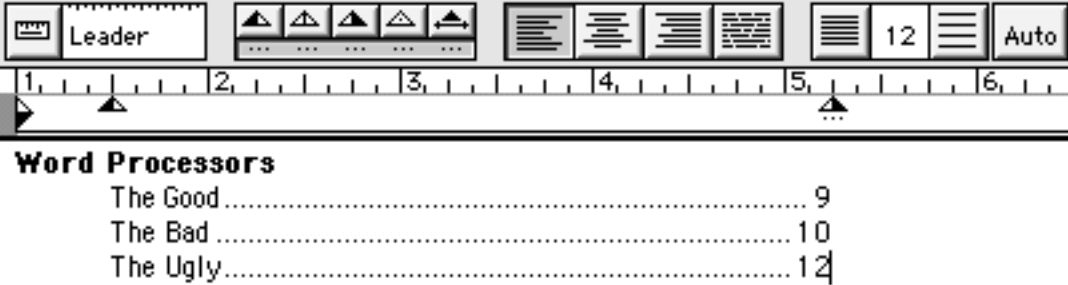 Leader 12 Auto
1 2 3 4 5 6
Word Processors
The Good.......................................................................... 9
The Bad ......................................................................... 10
The Ugly........................................................................ 12